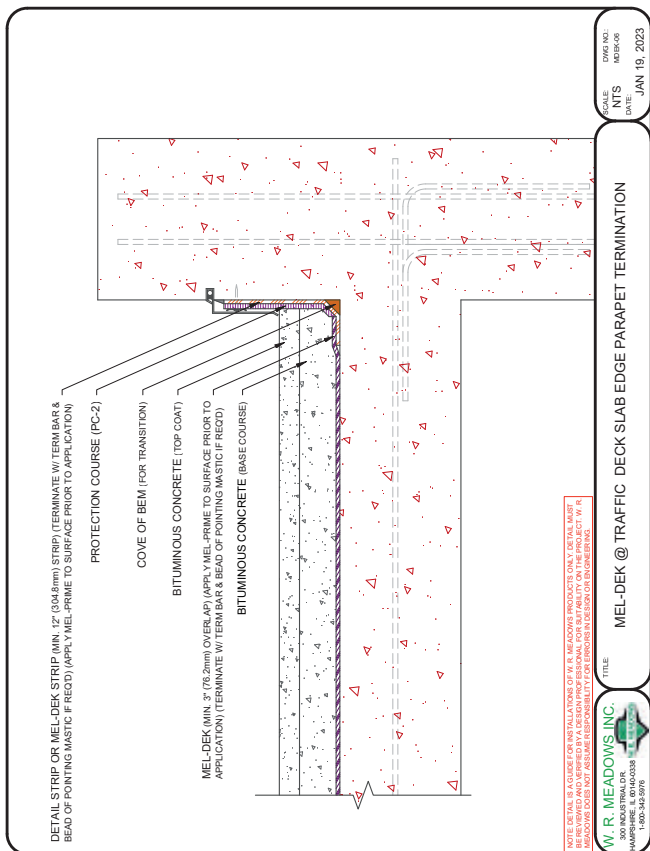 DETAIL STRIP OR MEL-DEK STRIP (MIN. 12" (304.8mm) STRIP) (TERMINATE W/ TERM BAR &
BEAD OF POINTING MASTIC IF REQ'D) (APPLY MEL-PRIME TO SURFACE PRIOR TO APPLICATION)
PROTECTION COURSE (PC-2)
COVE OF BEM (FOR TRANSITION)
BITUMINOUS CONCRETE (TOP COAT)
MEL-DEK (MIN. 3" (76.2mm) OVERLAP) (APPLY MEL-PRIME TO SURFACE PRIOR TO
APPLICATION) (TERMINATE W/ TERM BAR & BEAD OF POINTING MASTIC IF REQ'D)
BITUMINOUS CONCRETE (BASE COURSE)
NOTE: DETAIL IS A GUIDE FOR INSTALLATIONS OF W. R. MEADOWS PRODUCTS ONLY. DETAIL MUST
BE REVIEWED AND VERIFIED BY A DESIGN PROFESSIONAL FOR SUITABILITY ON THE PROJECT. W. R.
MEADOWS DOES NOT ASSUME RESPONSIBILITY FOR ERRORS IN DESIGN OR ENGINEERING.
W. R. MEADOWS INC.
300 INDUSTRIAL DR.
HAMPSHIRE, IL 60140-0338
1-800-342-5976
W. R. MEADOWS
TITLE:
MEL-DEK @ TRAFFIC DECK SLAB EDGE PARAPET TERMINATION
SCALE:
NTS
DWG NO.:
MDEK-06
DATE:
JAN 19, 2023